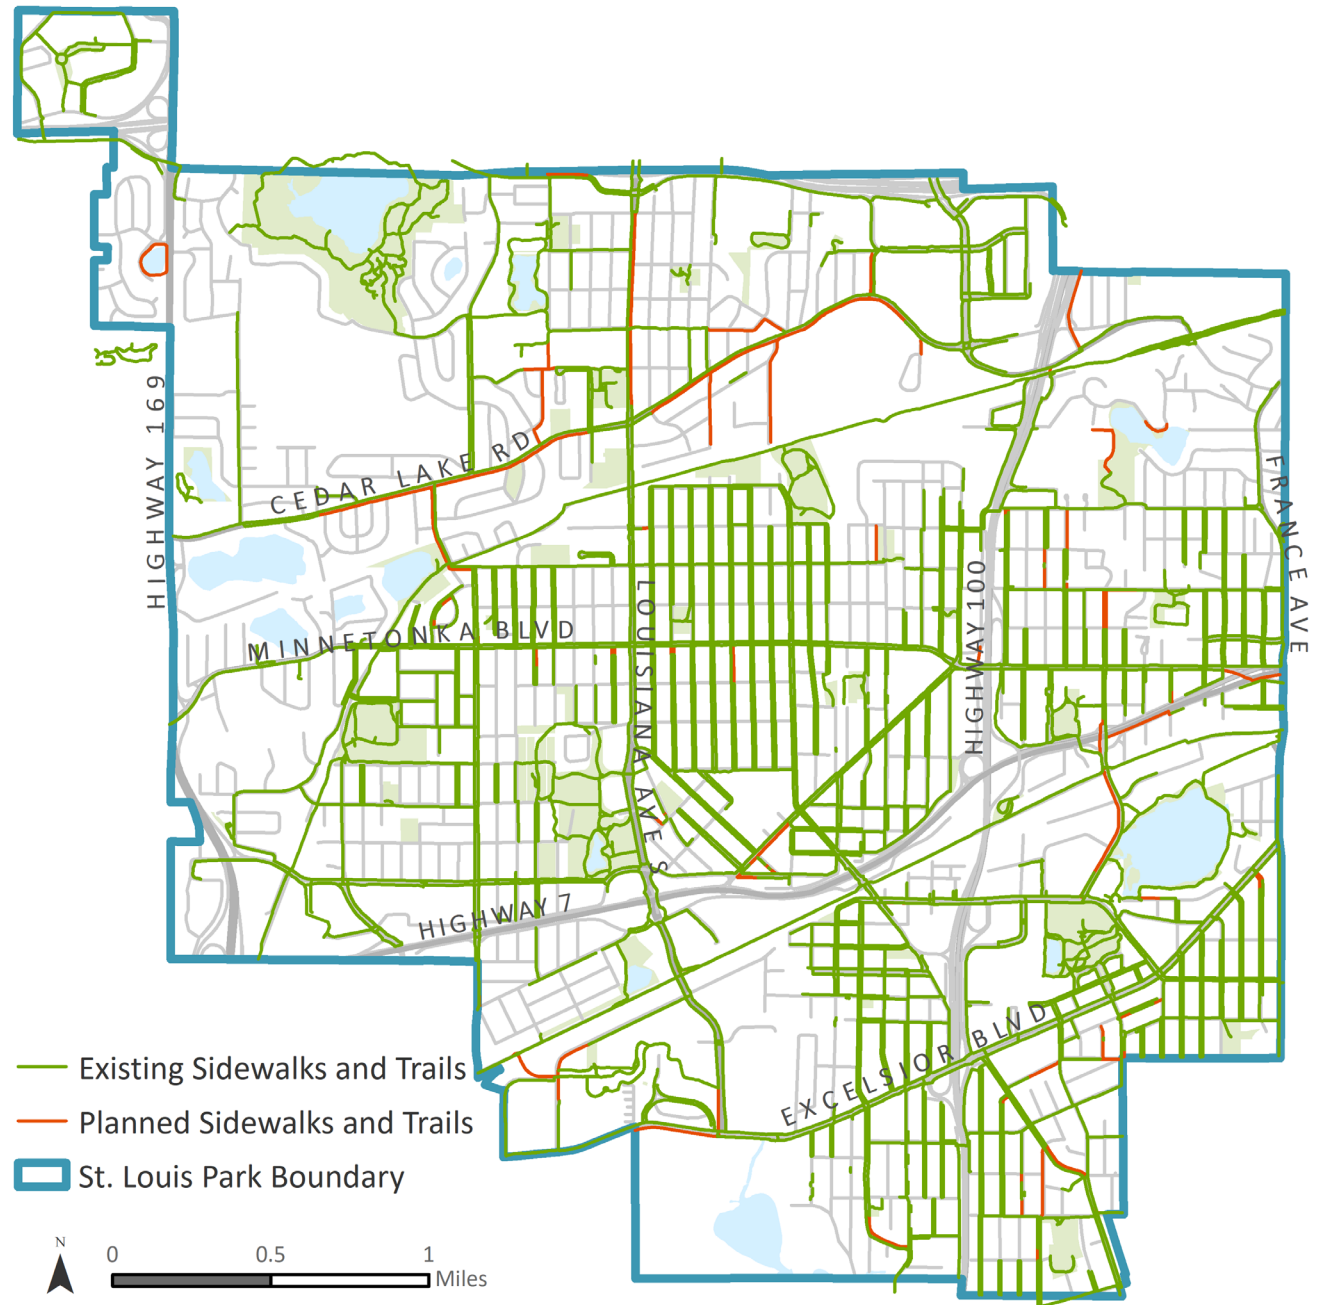 CEDAR LAKE RD
HIGHWAY 169
FRANCE AVE
LOUISIANA AVE S
HIGHWAY 100
MINNETONKA BLVD
HIGHWAY 7
EXCELSIOR BLVD
Existing Sidewalks and Trails
Planned Sidewalks and Trails
St. Louis Park Boundary
N
0 0.5 1
Miles